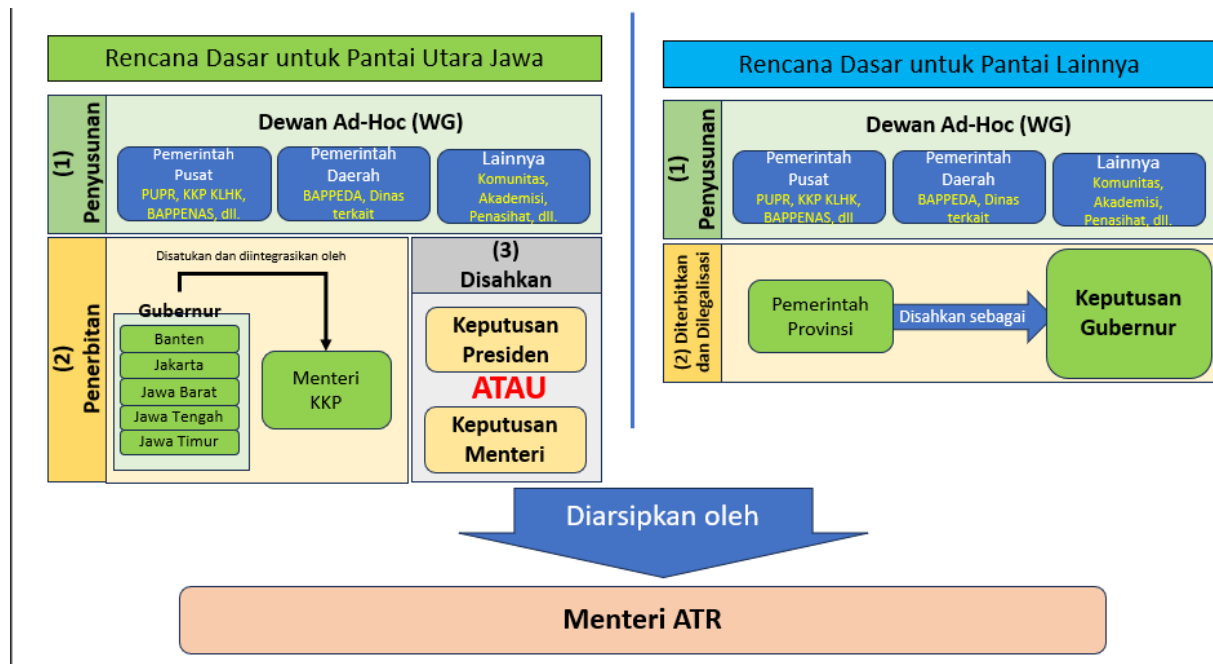 Rencana Dasar untuk Pantai Utara Jawa
(1)
Penyusunan
Dewan Ad-Hoc (WG)
Pemerintah
Pusat
PUPR, KKP KLHK,
BAPPENAS, dll.
Pemerintah
Daerah
BAPPEDA, Dinas
terkait
Lainnya
Komunitas,
Akademisi,
Penasihat, dll.
(2)
Penerbitan
Disatukan dan diintegrasikan oleh
Gubernur
Banten
Jakarta
Jawa Barat
Jawa Tengah
Jawa Timur
Menteri
KKP
(3)
Disahkan
Keputusan
Presiden
ATAU
Keputusan
Menteri
Rencana Dasar untuk Pantai Lainnya
(1)
Penyusunan
Dewan Ad-Hoc (WG)
Pemerintah
Pusat
PUPR, KKP KLHK,
BAPPENAS, dll
Pemerintah
Daerah
BAPPEDA, Dinas
terkait
Lainnya
Komunitas,
Akademisi,
Penasihat, dll.
(2) Diterbitkan
dan Dilegalisasi
Pemerintah
Provinsi
Disahkan sebagai
Keputusan
Gubernur
Diarsipkan oleh
Menteri ATR